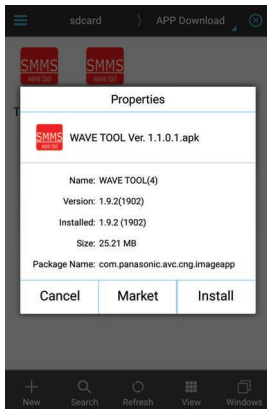 sdcard
APP Download
SMMS
WAVE TOOL
SMMS
WAVE TOOL
T
Properties
SMMS
WAVE TOOL
WAVE TOOL Ver. 1.1.0.1.apk
Name: WAVE TOOL(4)
Version: 1.9.2(1902)
Installed: 1.9.2 (1902)
Size: 25.21 MB
Package Name: com.panasonic.avc.cng.imageapp
Cancel Market Install
New Search Refresh View Windows